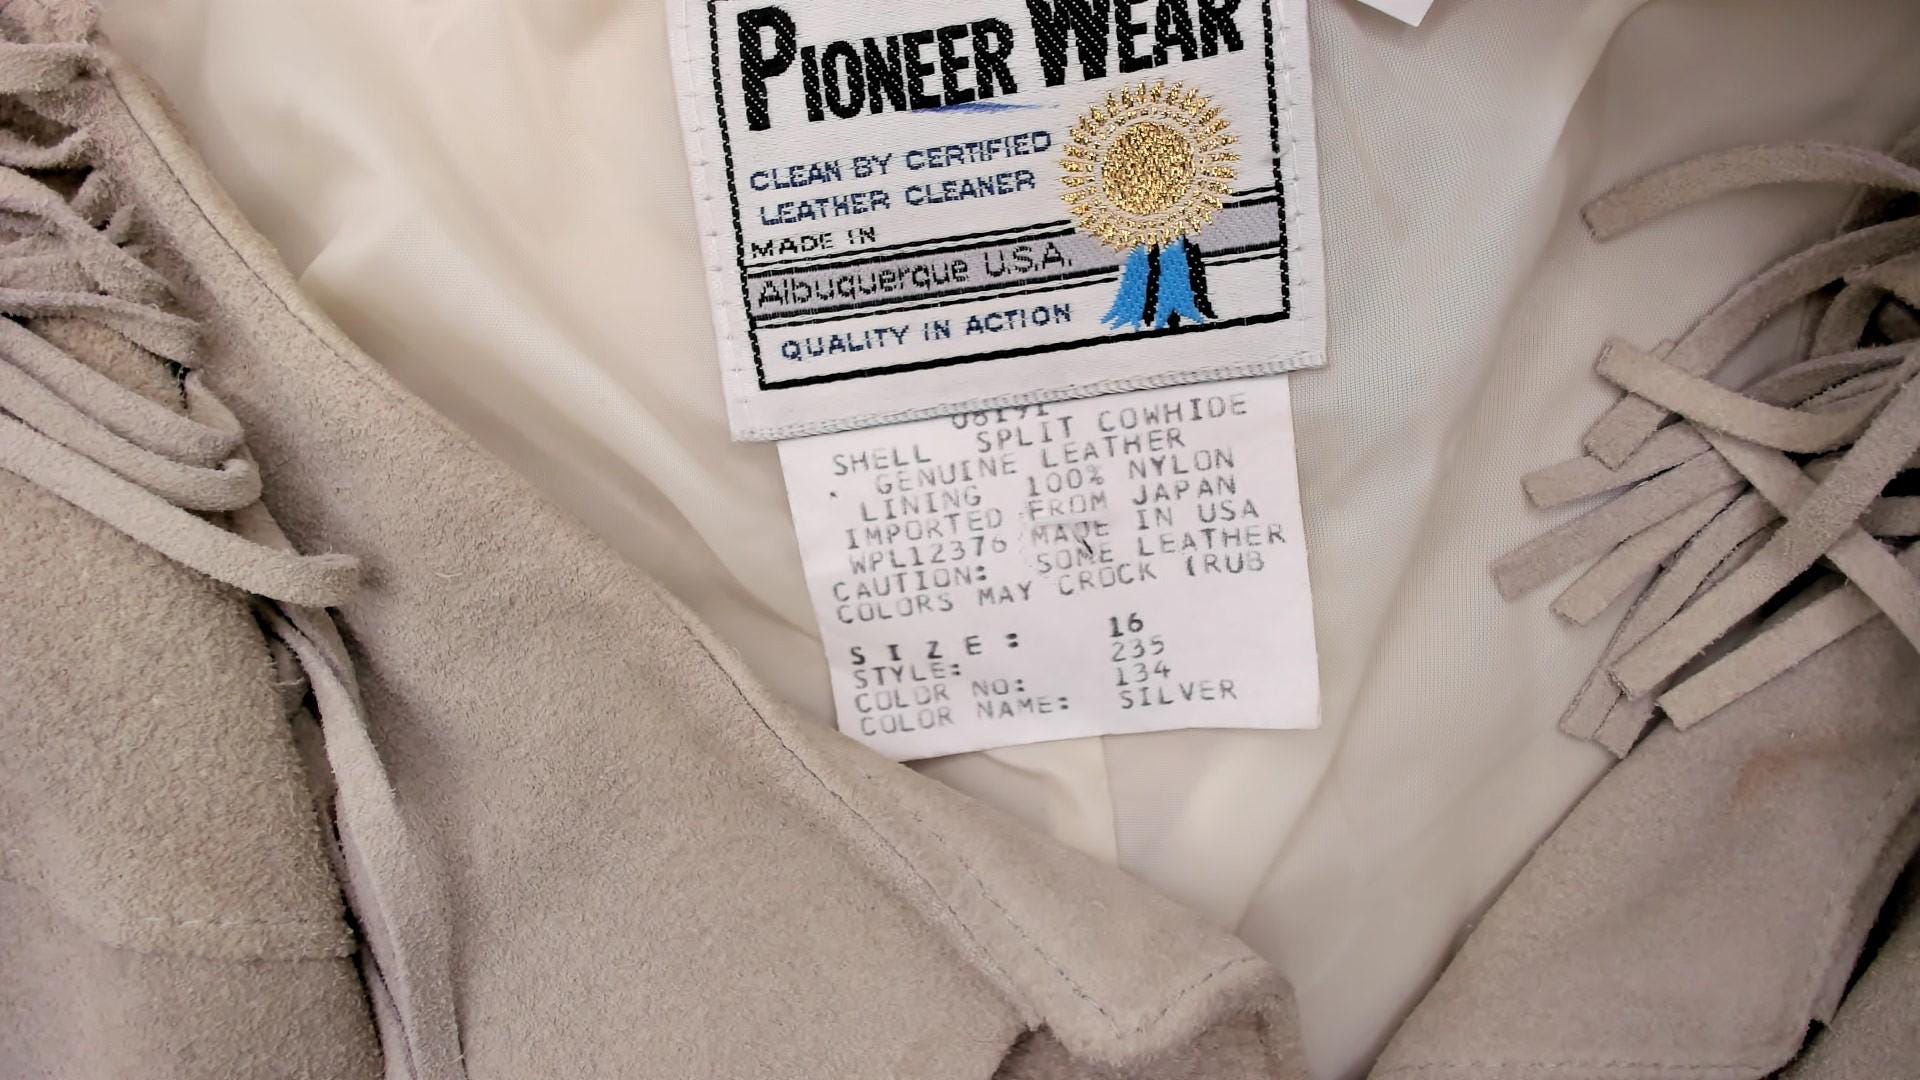 PIONEER WEAR
CLEAN BY CERTIFIED
LEATHER CLEANER
MADE IN
Albuquerque U.S.A.
QUALITY IN ACTION
SHELL SPLIT COWHIDE
GENUINE LEATHER
LINING 100% NYLON
IMPORTED FROM JAPAN
WPL12376 MADE IN USA
CAUTION: SOME LEATHER
COLORS MAY CROCK (RUB
SIZE: 16
STYLE: 235
COLOR NO: 134
COLOR NAME: SILVER